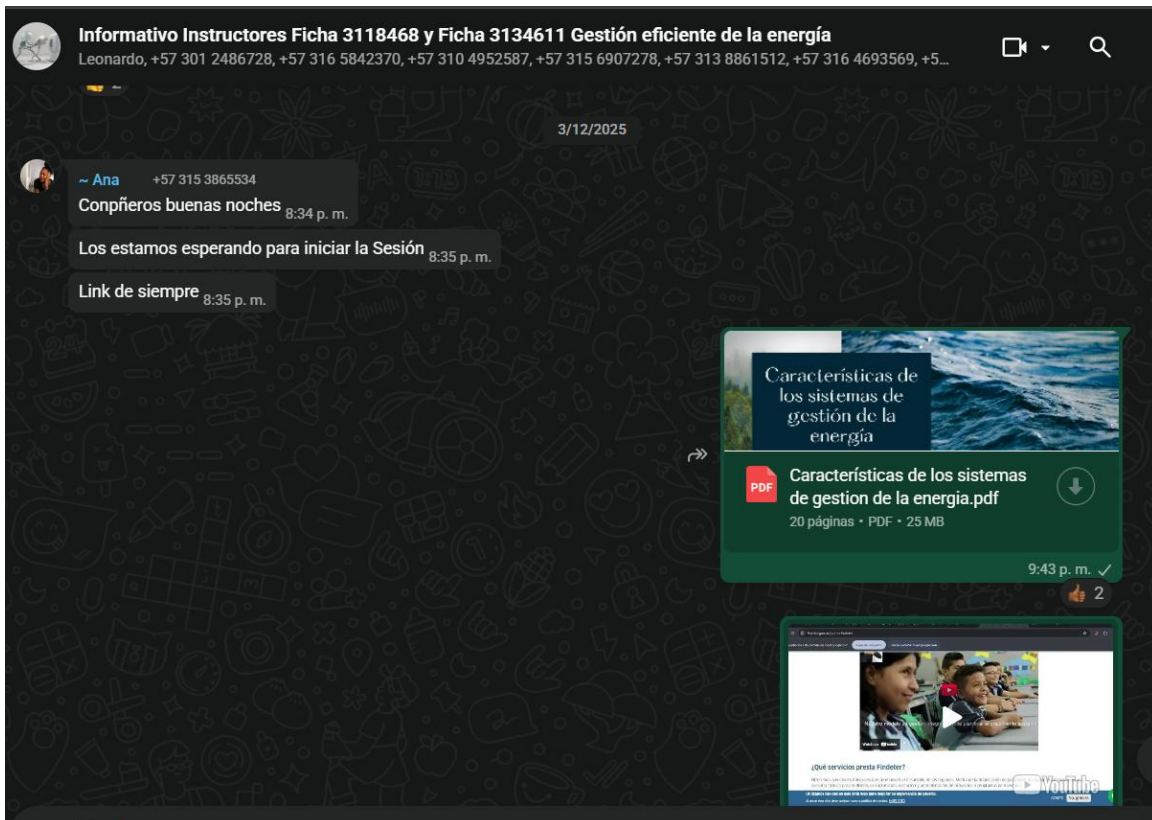 Informativo Instructores Ficha 3118468 y Ficha 3134611 Gestión eficiente de la energía
Leonardo, +57 301 2486728, +57 316 5842370, +57 310 4952587, +57 315 6907278, +57 313 8861512, +57 316 4693569, +5...
2
3/12/2025
~ Ana +57 315 3865534
Conpñeros buenas noches 8:34 p. m.
Los estamos esperando para iniciar la Sesión 8:35 p. m.
Link de siempre 8:35 p. m.
Características de
los sistemas de
gestión de la
energía
PDF
Características de los sistemas
de gestion de la energia.pdf
20 páginas • PDF • 25 MB
9:43 p. m.
2
¿Qué servicios presta Findeter?
YouTube